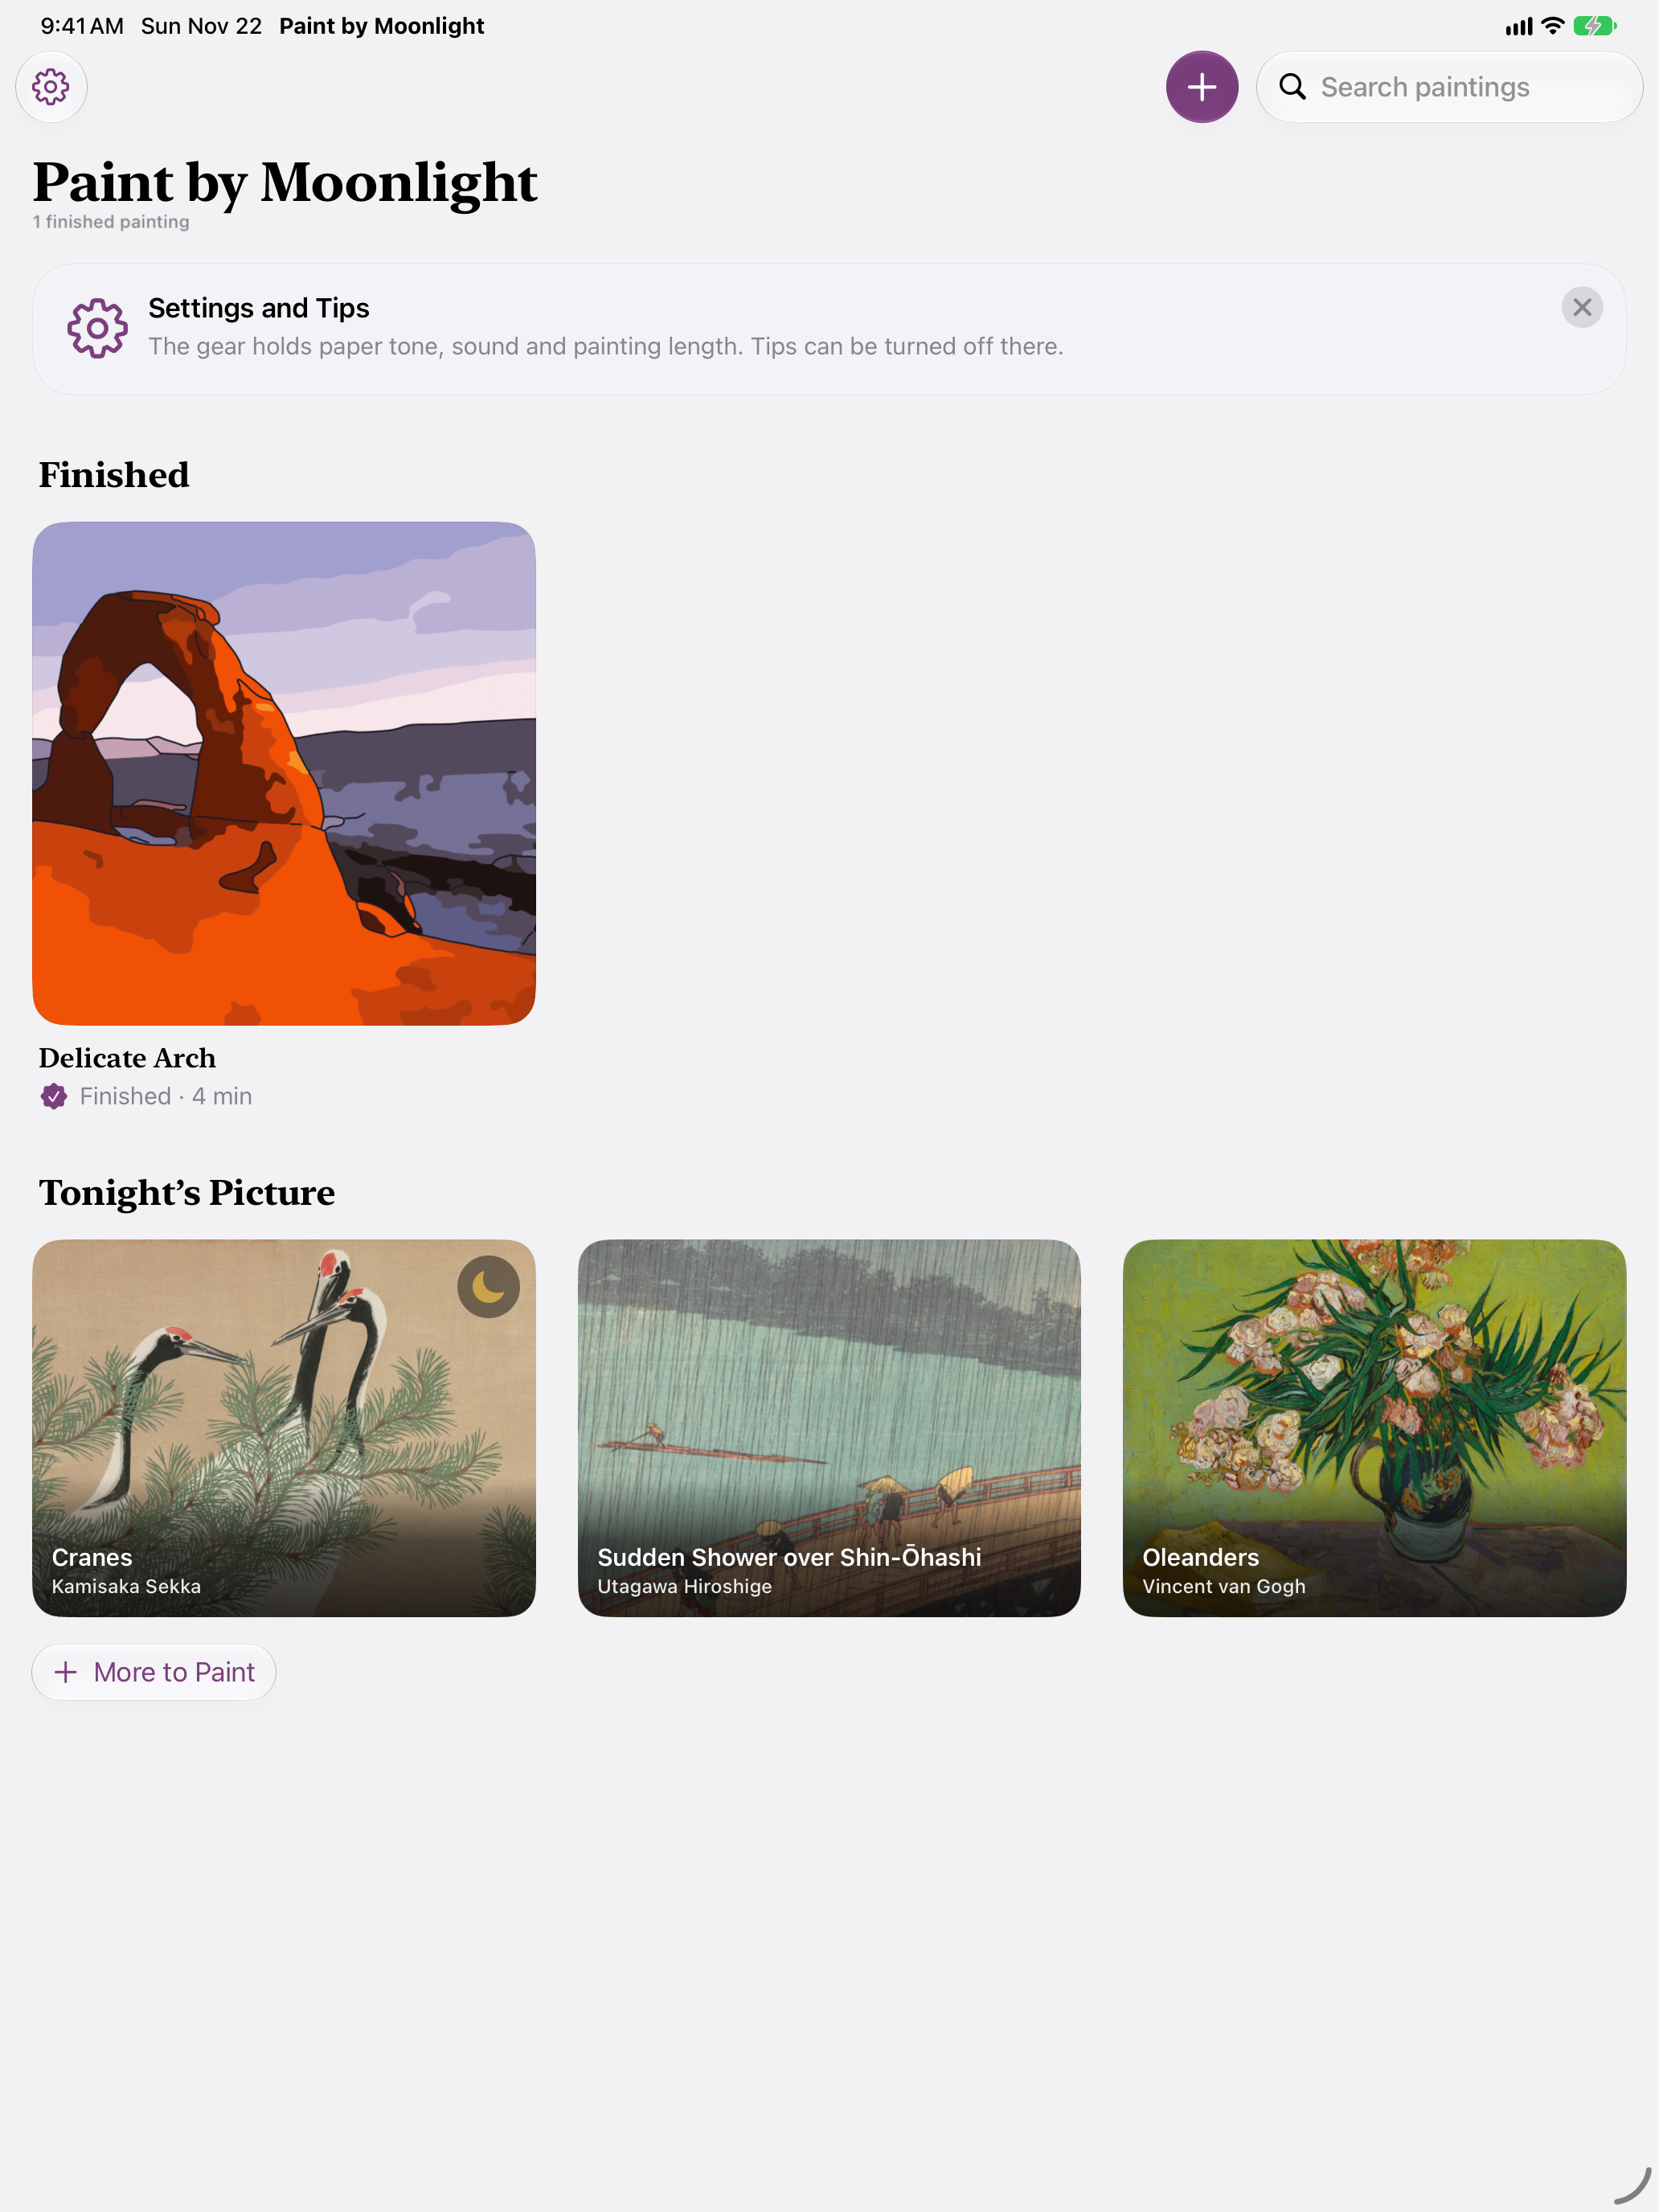 9:41 AM Sun Nov 22 Paint by Moonlight
Search paintings
Paint by Moonlight
1 finished painting
Settings and Tips
The gear holds paper tone, sound and painting length. Tips can be turned off there.
Finished
Delicate Arch
Finished · 4 min
Tonight’s Picture
Cranes
Kamisaka Sekka
Sudden Shower over Shin-Ōhashi
Utagawa Hiroshige
Oleanders
Vincent van Gogh
More to Paint